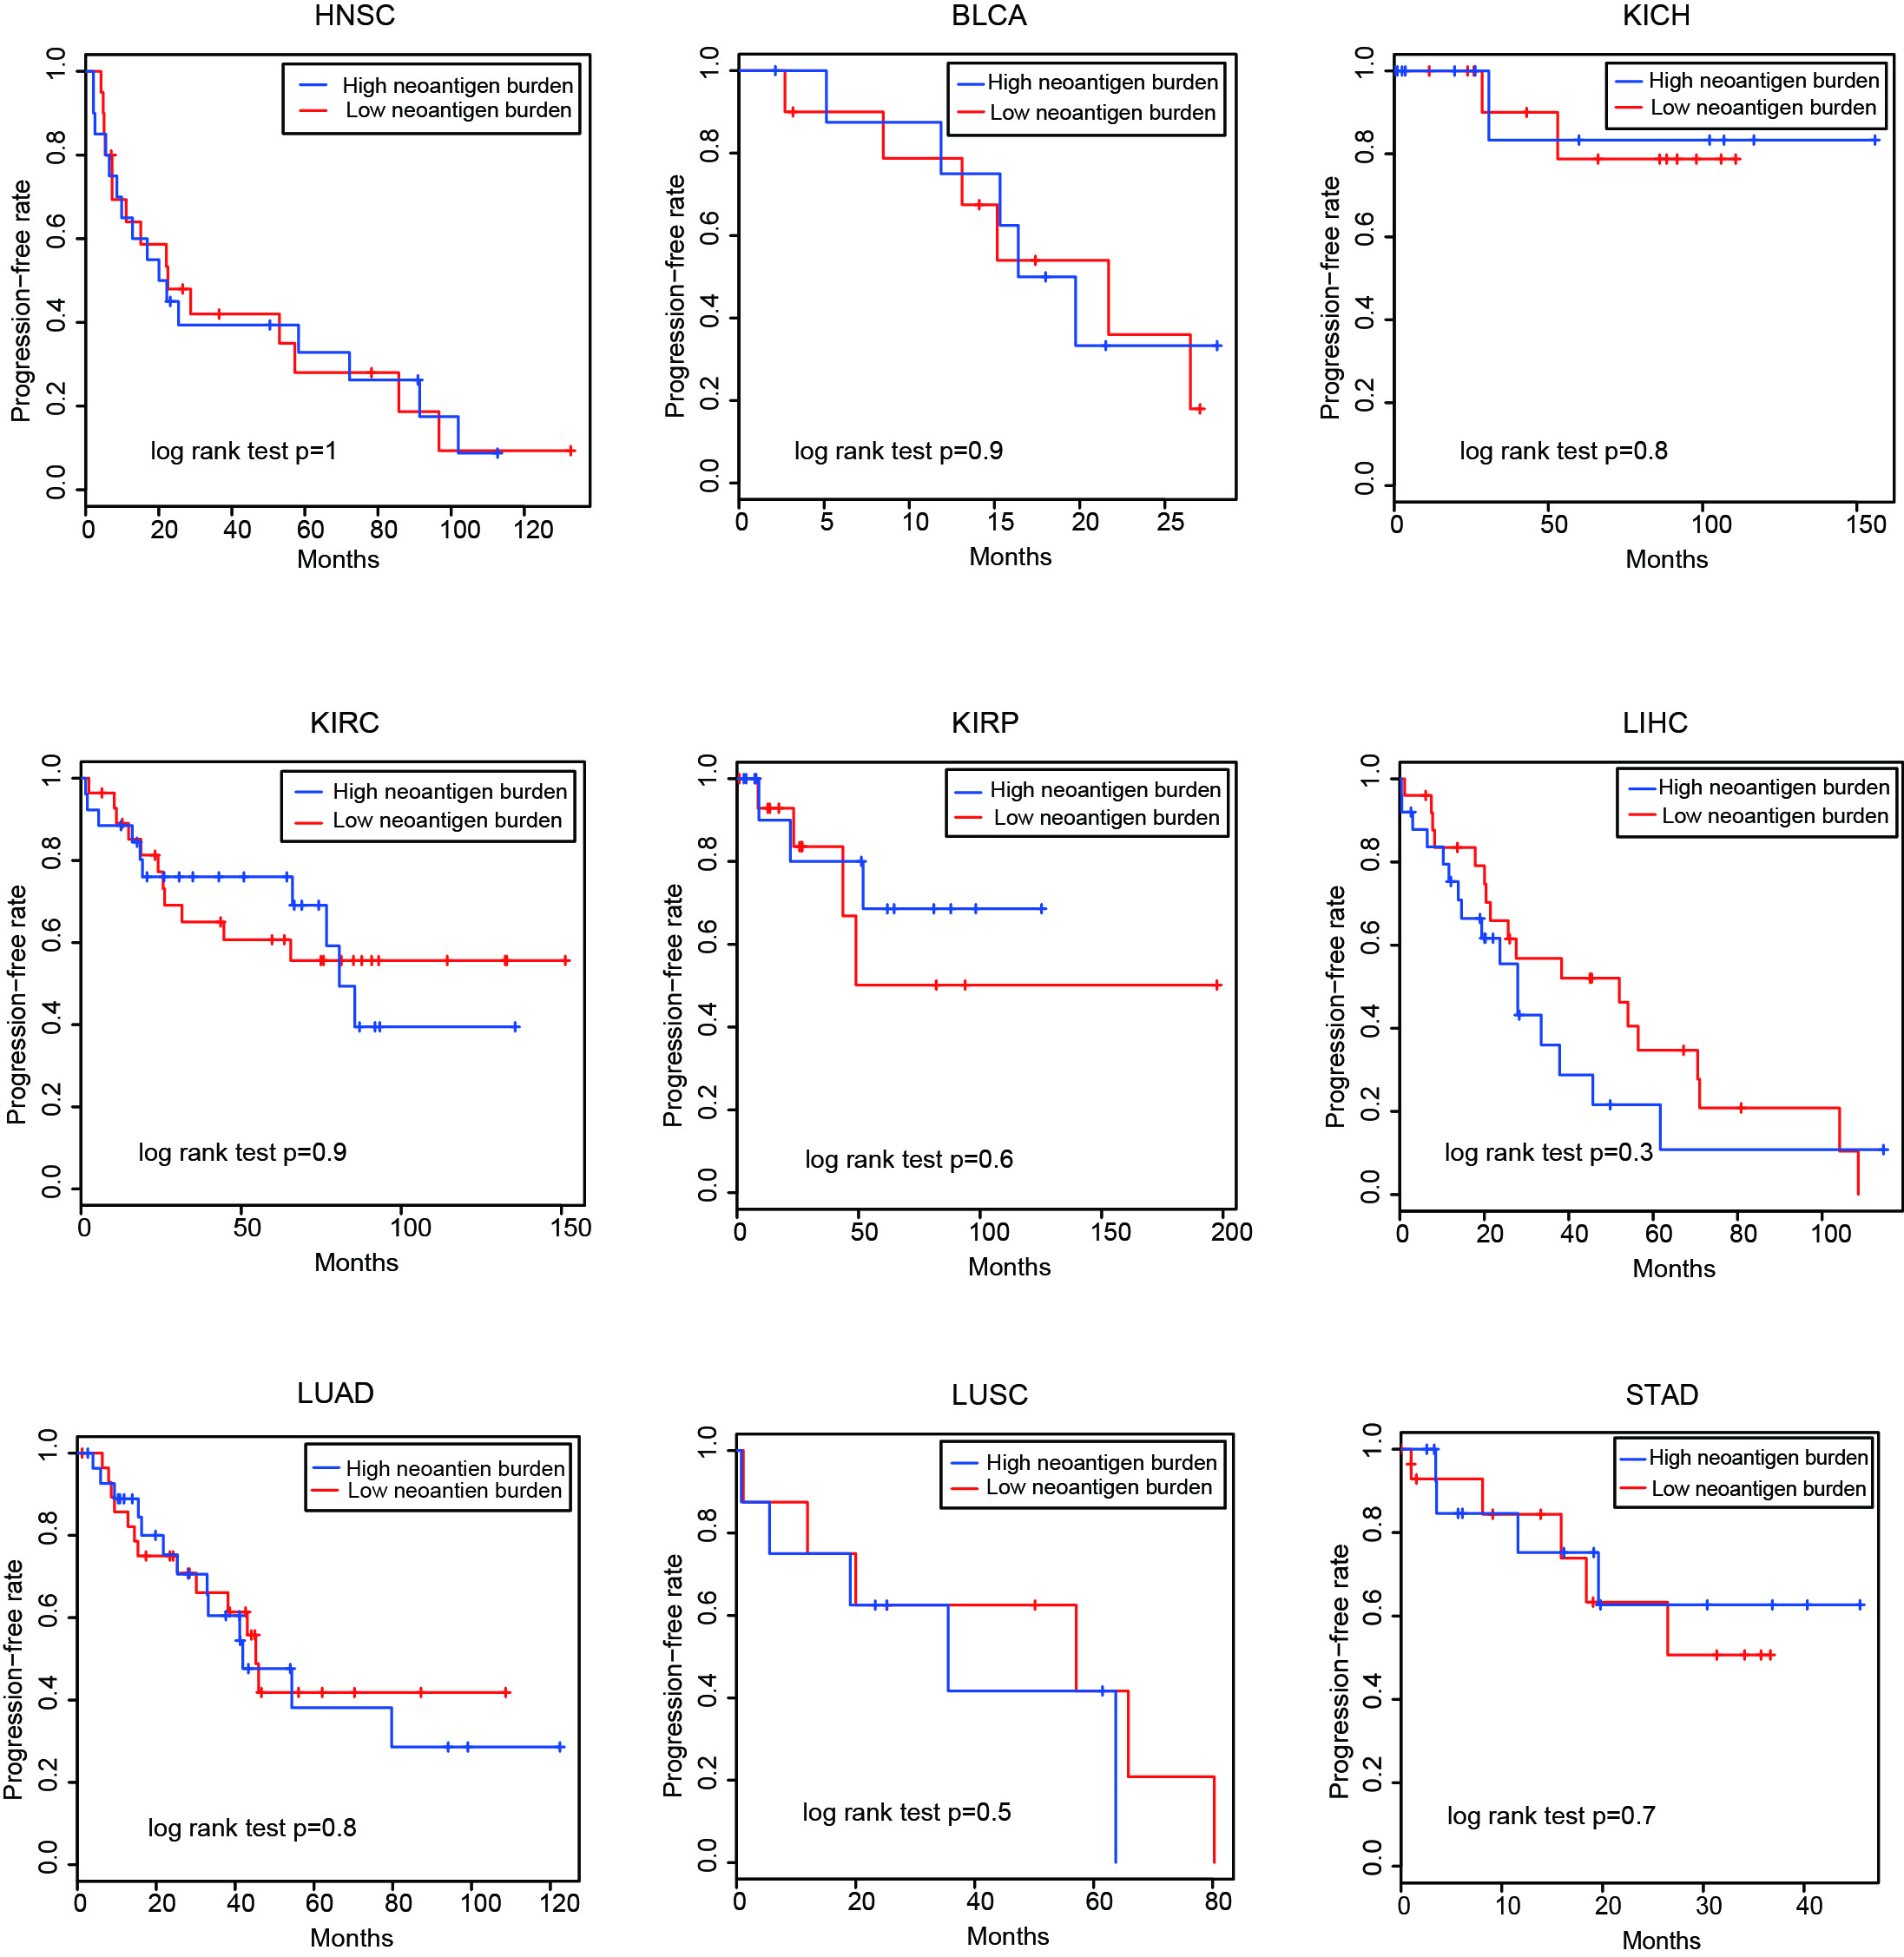 HNSC
High neoantigen burden
Low neoantigen burden
Progression-free rate
1.0
0.8
0.6
0.4
0.2
0.0
log rank test p=1
0 20 40 60 80 100 120
Months
BLCA
High neoantigen burden
Low neoantigen burden
Progression-free rate
1.0
0.8
0.6
0.4
0.2
0.0
log rank test p=0.9
0 5 10 15 20 25
Months
KICH
High neoantigen burden
Low neoantigen burden
Progression-free rate
1.0
0.8
0.6
0.4
0.2
0.0
log rank test p=0.8
0 50 100 150
Months
KIRC
High neoantigen burden
Low neoantigen burden
Progression-free rate
1.0
0.8
0.6
0.4
0.2
0.0
log rank test p=0.9
0 50 100 150
Months
KIRP
High neoantigen burden
Low neoantigen burden
Progression-free rate
1.0
0.8
0.6
0.4
0.2
0.0
log rank test p=0.6
0 50 100 150 200
Months
LIHC
High neoantigen burden
Low neoantigen burden
Progression-free rate
1.0
0.8
0.6
0.4
0.2
0.0
log rank test p=0.3
0 20 40 60 80 100
Months
LUAD
High neoantien burden
Low neoantien burden
Progression-free rate
1.0
0.8
0.6
0.4
0.2
0.0
log rank test p=0.8
0 20 40 60 80 100 120
Months
LUSC
High neoantigen burden
Low neoantigen burden
Progression-free rate
1.0
0.8
0.6
0.4
0.2
0.0
log rank test p=0.5
0 20 40 60 80
Months
STAD
High neoantigen burden
Low neoantigen burden
Progression-free rate
1.0
0.8
0.6
0.4
0.2
0.0
log rank test p=0.7
0 10 20 30 40
Months